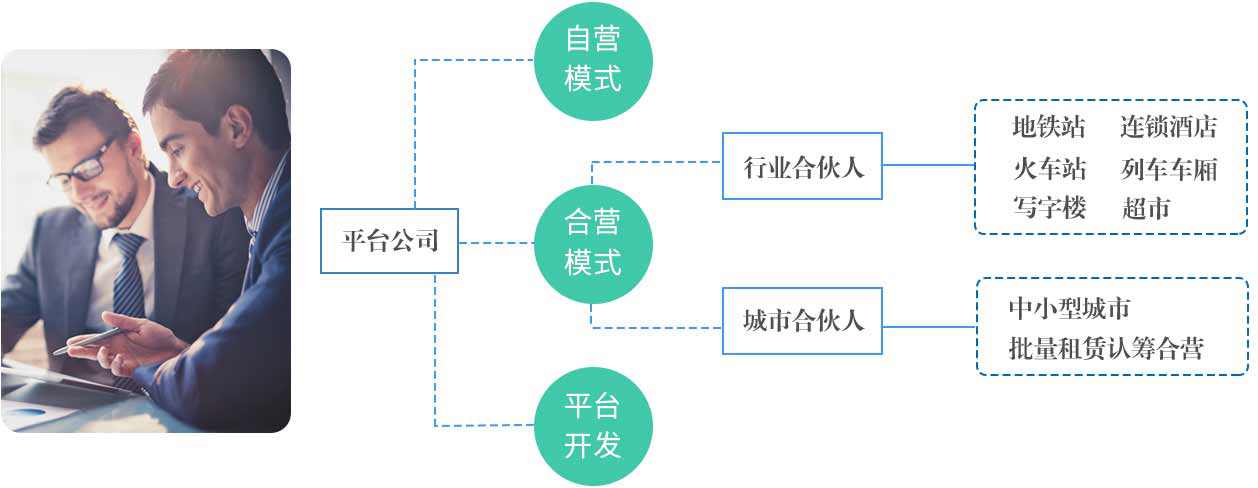 平台公司
自营
模式
合营
模式
平台
开发
行业合伙人
地铁站 连锁酒店
火车站 列车车厢
写字楼 超市
城市合伙人
中小型城市
批量租赁认筹合营